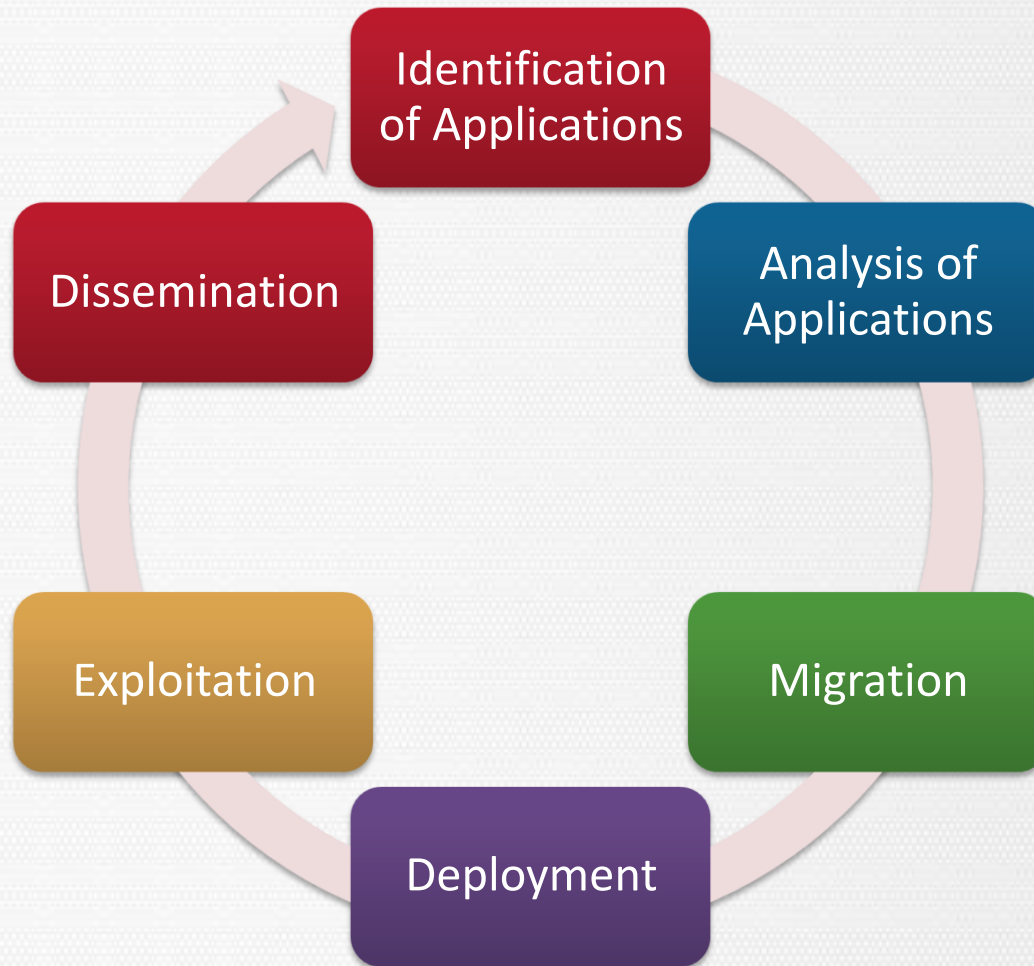 Identification
of Applications
Analysis of
Applications
Migration
Deployment
Exploitation
Dissemination